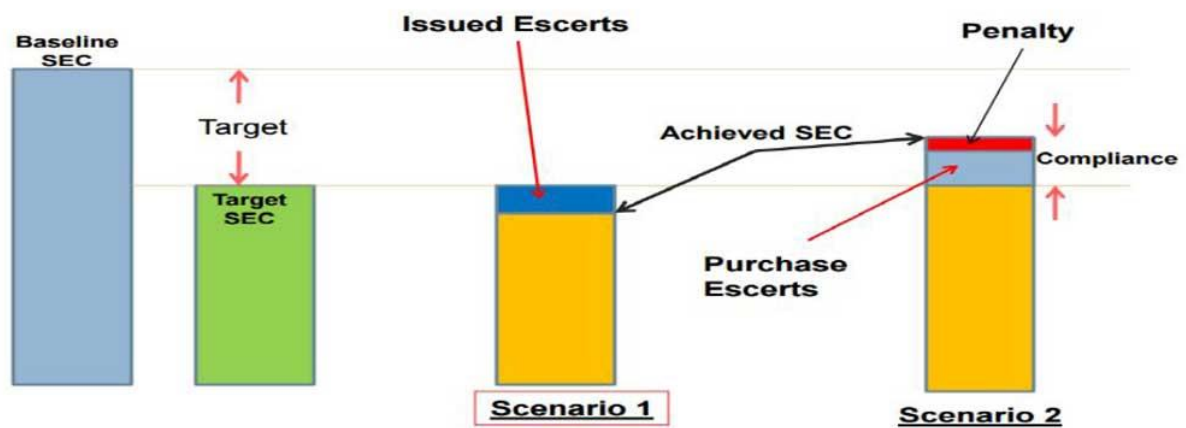 Issued Escerts
Penalty
Baseline
SEC
Target
Achieved SEC
Compliance
Target
SEC
Purchase
Escerts
Scenario 1
Scenario 2